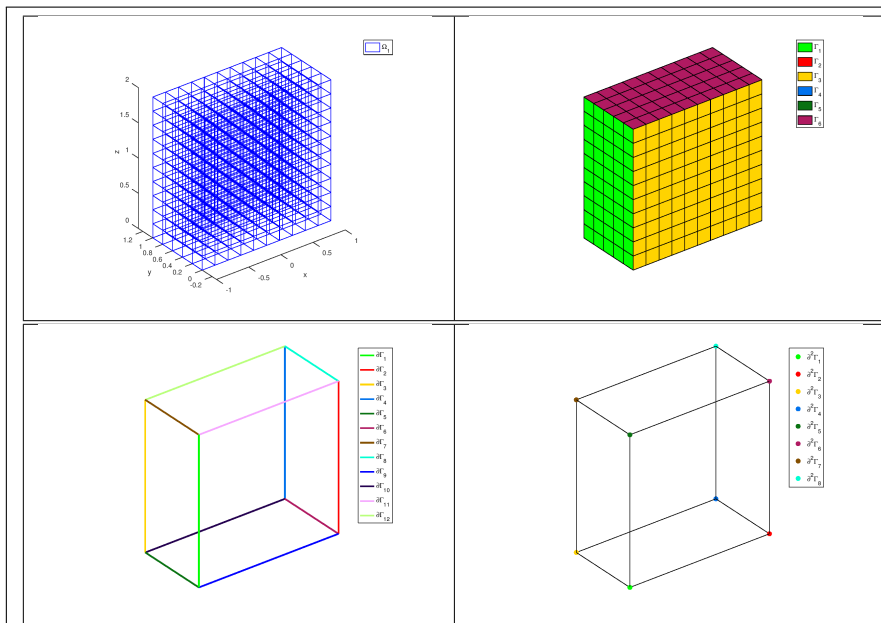 Ω₁
2
1.5
1
0.5
0
z
1.2
1
0.8
0.6
0.4
0.2
0
-0.2
y
-1
-0.5
0
0.5
1
x
Γ₁
Γ₂
Γ₃
Γ₄
Γ₅
Γ₆
∂Γ₁
∂Γ₂
∂Γ₃
∂Γ₄
∂Γ₅
∂Γ₆
∂Γ₇
∂Γ₈
∂Γ₉
∂Γ₁₀
∂Γ₁₁
∂Γ₁₂
∂²Γ₁
∂²Γ₂
∂²Γ₃
∂²Γ₄
∂²Γ₅
∂²Γ₆
∂²Γ₇
∂²Γ₈